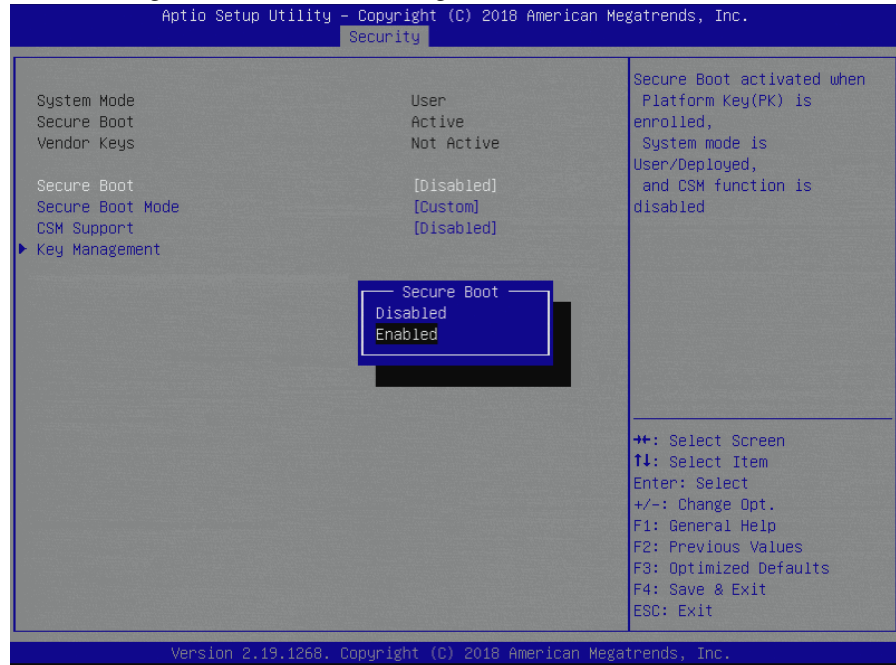 Aptio Setup Utility – Copyright (C) 2018 American Megatrends, Inc.
Security
System Mode User
Secure Boot Active
Vendor Keys Not Active
Secure Boot [Disabled]
Secure Boot Mode [Custom]
CSM Support [Disabled]
Key Management
Secure Boot
Disabled
Enabled
Secure Boot activated when
Platform Key(PK) is
enrolled,
System mode is
User/Deployed,
and CSM function is
disabled
→←: Select Screen
↑↓: Select Item
Enter: Select
+/-: Change Opt.
F1: General Help
F2: Previous Values
F3: Optimized Defaults
F4: Save & Exit
ESC: Exit
Version 2.19.1268. Copyright (C) 2018 American Megatrends, Inc.